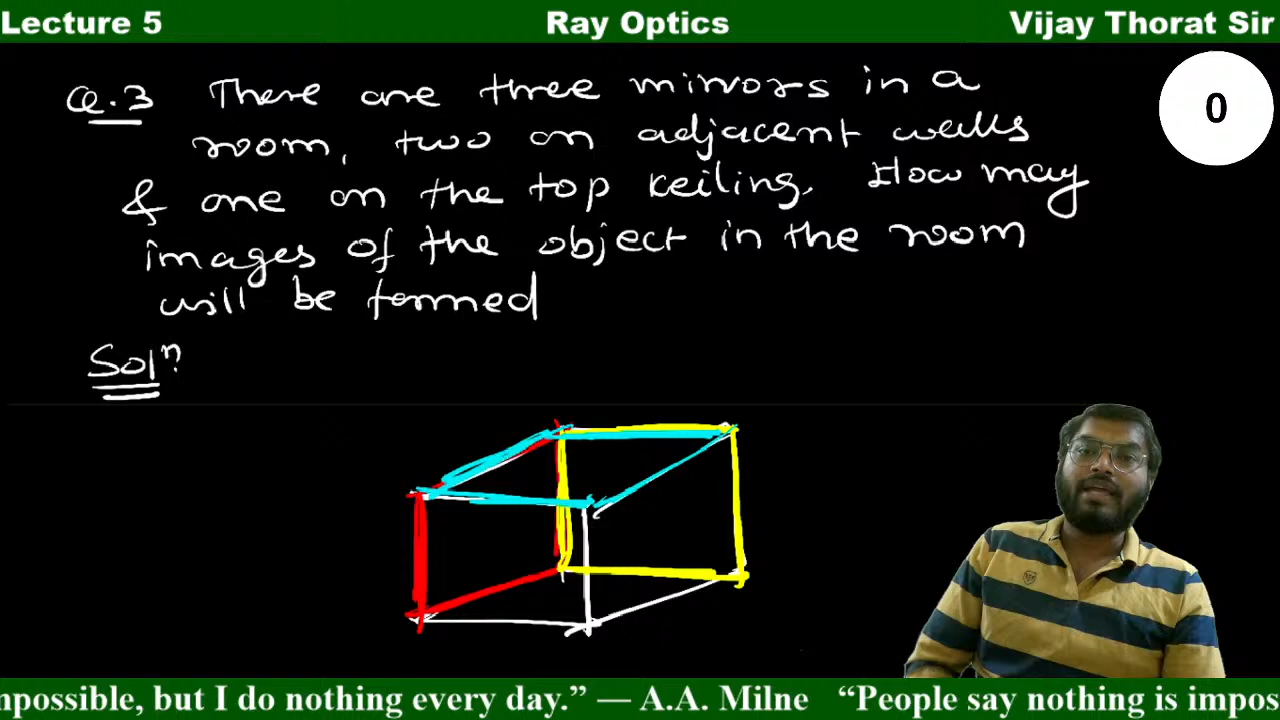 Lecture 5 Ray Optics Vijay Thorat Sir
0
Q.3 There are three mirrors in a
room, two on adjacent walls
& one on the top keiling. How may
images of the object in the room
will be formed
Solⁿ:
mpossible, but I do nothing every day.” — A.A. Milne “People say nothing is impos